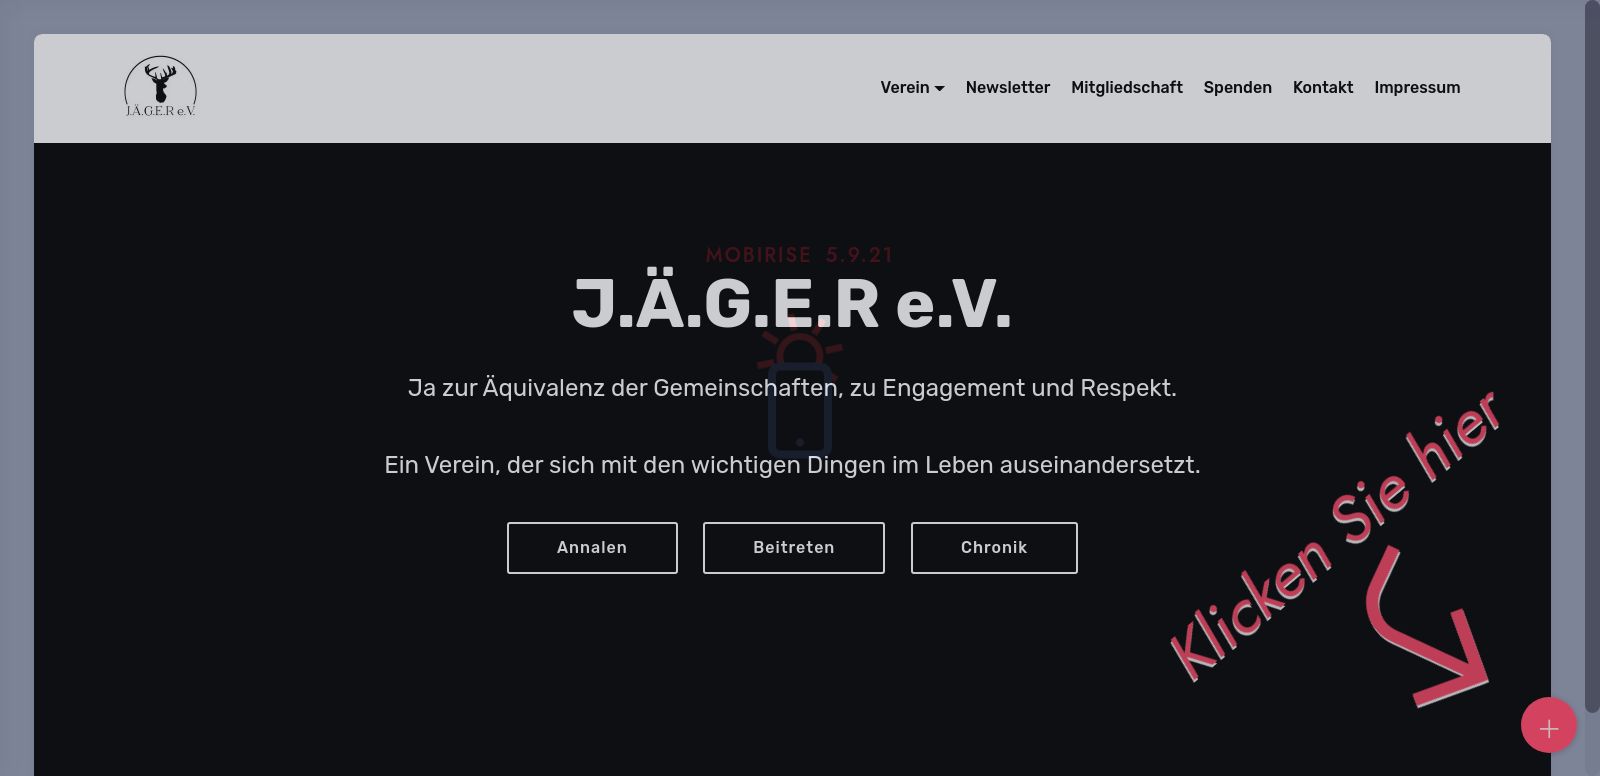 J.Ä.G.E.R e.V.
Verein Newsletter Mitgliedschaft Spenden Kontakt Impressum
MOBIRISE 5.9.21
J.Ä.G.E.R e.V.
Ja zur Äquivalenz der Gemeinschaften, zu Engagement und Respekt.
Ein Verein, der sich mit den wichtigen Dingen im Leben auseinandersetzt.
Annalen Beitreten Chronik
Klicken Sie hier